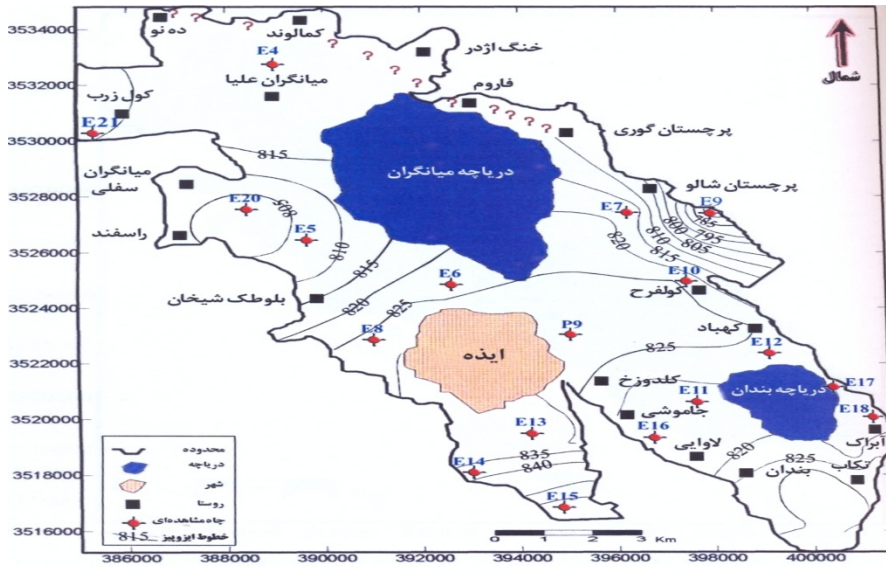 3534000
3532000
3530000
3528000
3526000
3524000
3522000
3520000
3518000
3516000
386000
388000
390000
392000
394000
396000
398000
400000
شمال
ده نو
کمالوند
خنگ اژدر
E4
میانگران علیا
فاروم
کول زرب
E21
پرچستان گوری
815
میانگران سفلی
دریاچه میانگران
پرچستان شالو
E20
805
E7
E9
785
795
800
805
810
815
820
راسفند
E5
810
815
820
825
E6
E10
کولفرح
بلوطک شیخان
E8
P9
کهباد
E12
825
ایذه
کلدوزخ
E11
دریاچه بندان
E17
جاموشی
E18
E13
E16
لاوایی
ابراک
835
840
E14
820
825
بندان
تکاب
E15
محدوده
دریاچه
شهر
روستا
چاه مشاهده‌ای
خطوط ایزوپیز
815
0 1 2 3 Km